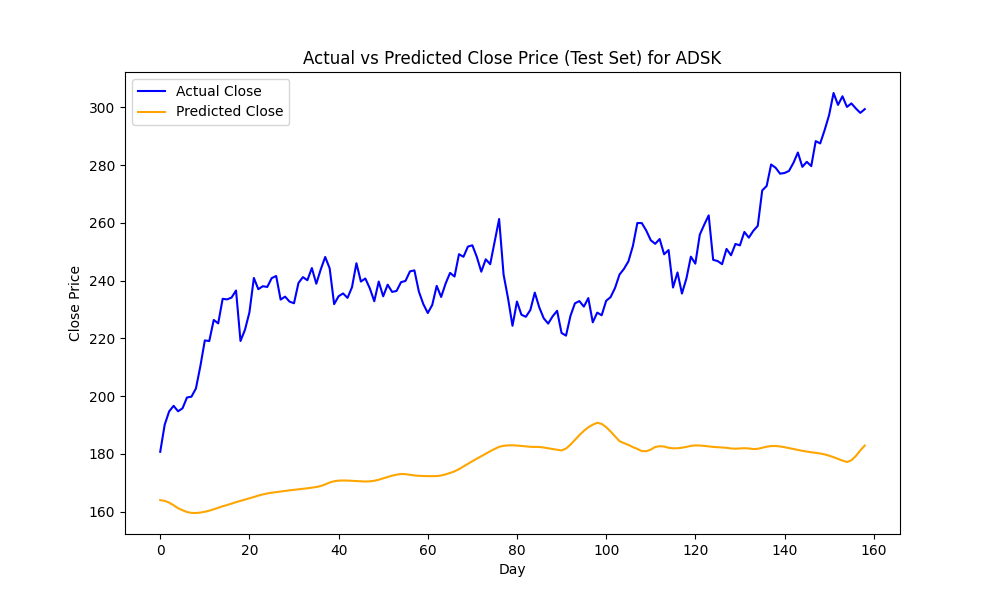 Actual vs Predicted Close Price (Test Set) for ADSK
Actual Close
Predicted Close
Close Price
300
280
260
240
220
200
180
160
0 20 40 60 80 100 120 140 160
Day